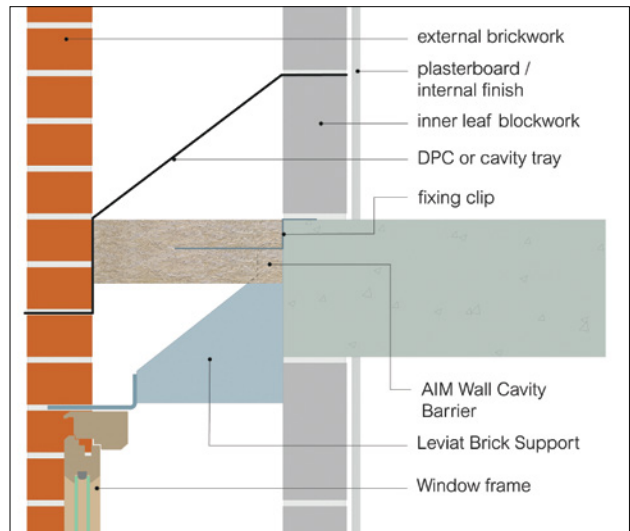 external brickwork
plasterboard /
internal finish
inner leaf blockwork
DPC or cavity tray
fixing clip
AIM Wall Cavity
Barrier
Leviat Brick Support
Window frame